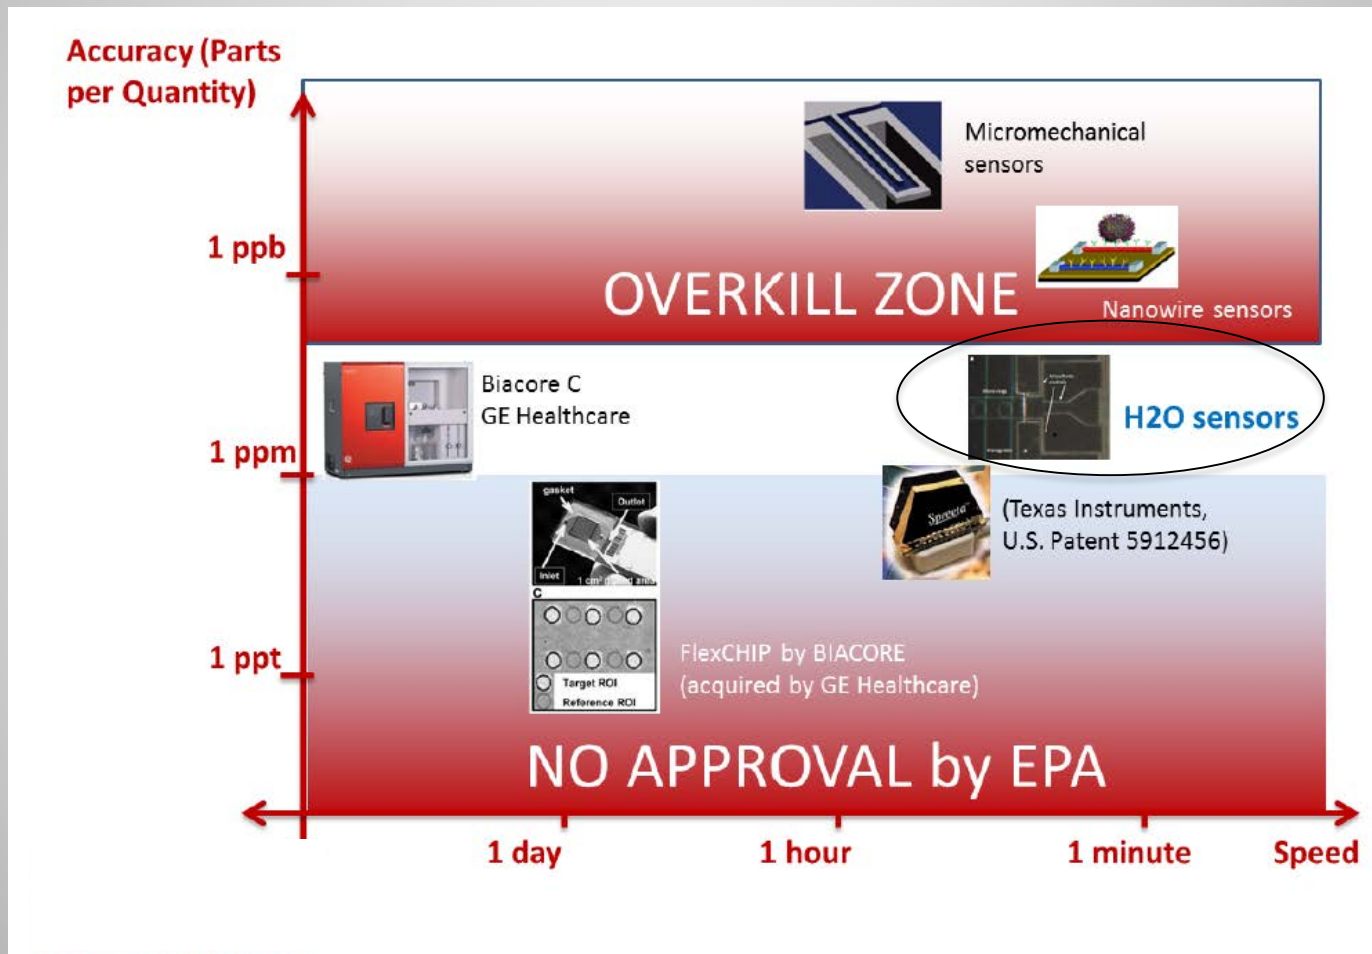 Accuracy (Parts
per Quantity)
Micromechanical
sensors
1 ppb
OVERKILL ZONE
Nanowire sensors
Biacore C
GE Healthcare
H2O sensors
1 ppm
gasket
Outlet
Inlet
C
Target ROI
Reference ROI
Spreeta
(Texas Instruments,
U.S. Patent 5912456)
1 ppt
FlexCHIP by BIACORE
(acquired by GE Healthcare)
NO APPROVAL by EPA
1 day
1 hour
1 minute
Speed